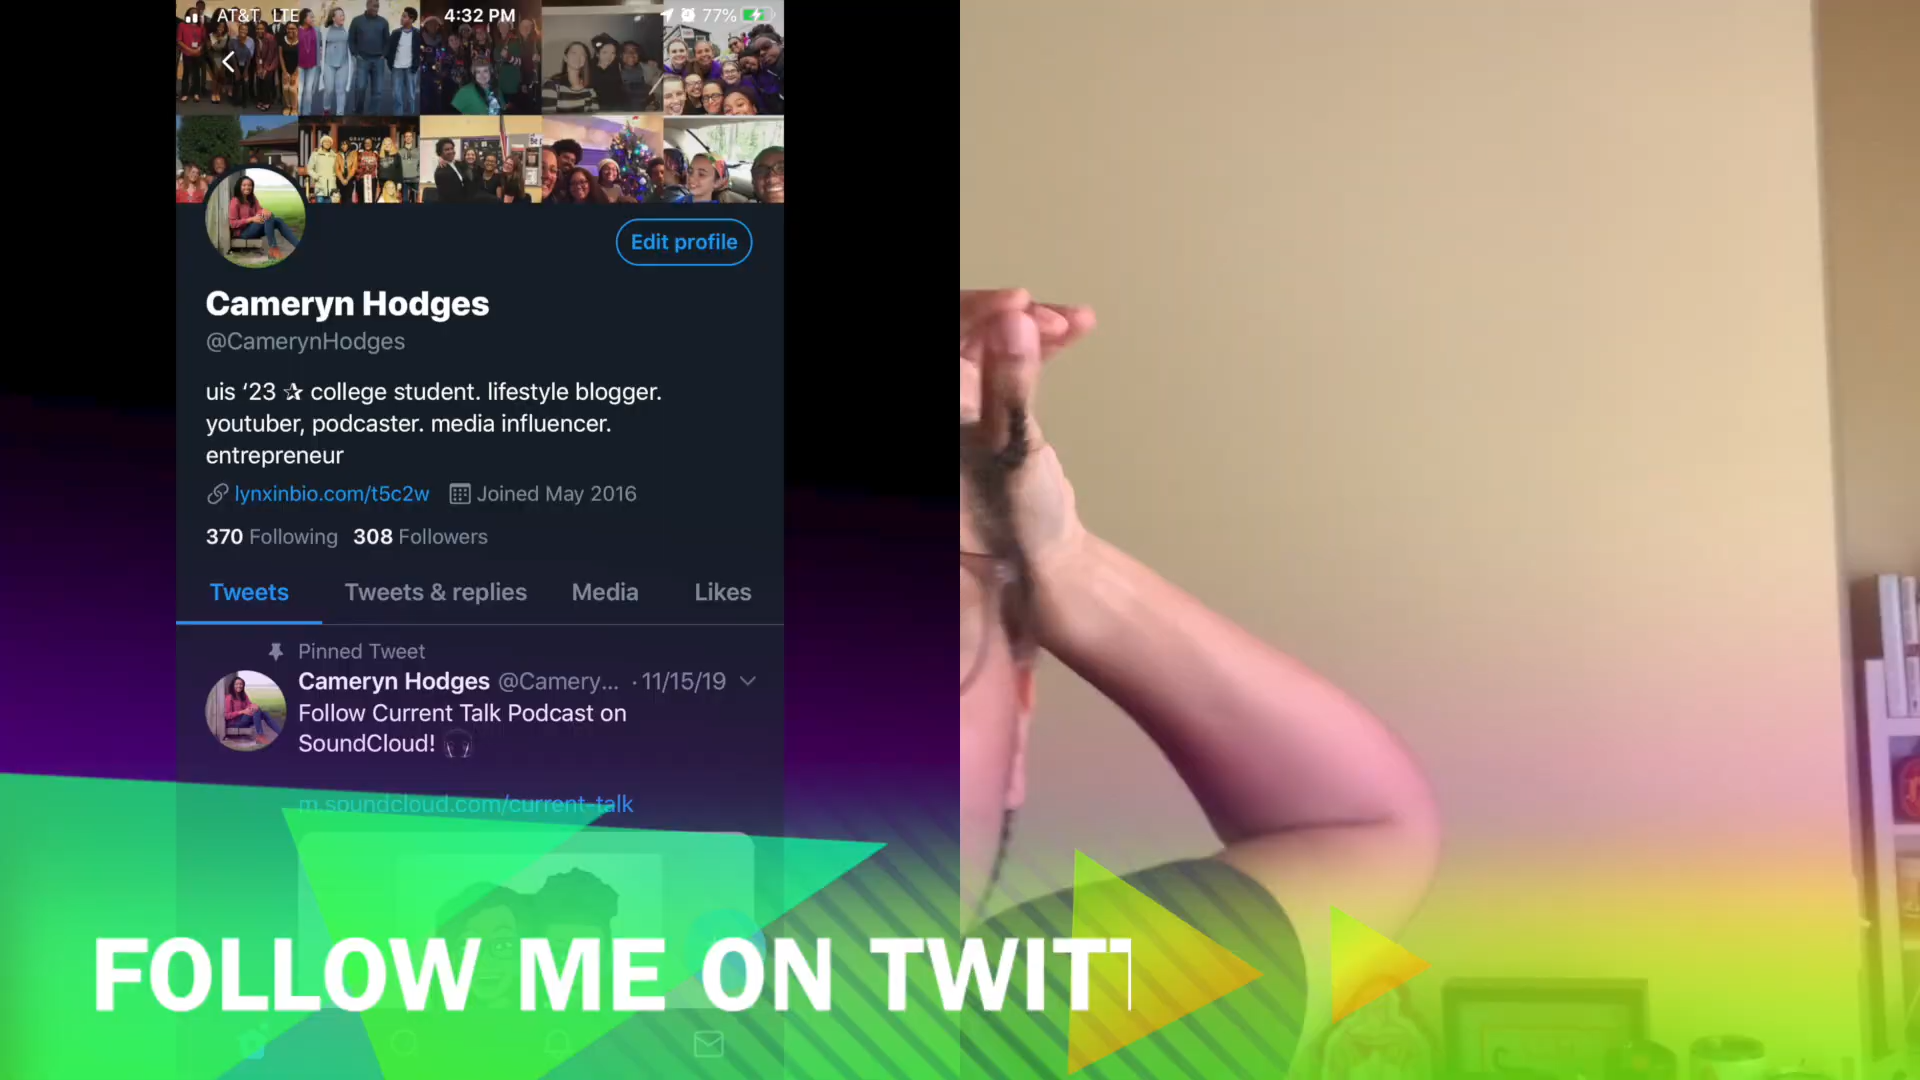 AT&T LTE
4:32 PM
77%
Edit profile
Cameryn Hodges
@CamerynHodges
uis ‘23 ✰ college student. lifestyle blogger.
youtuber, podcaster. media influencer.
entrepreneur
lynxinbio.com/t5c2w Joined May 2016
370 Following 308 Followers
Tweets Tweets & replies Media Likes
Pinned Tweet
Cameryn Hodges @Camery... · 11/15/19
Follow Current Talk Podcast on
SoundCloud! 🎧
m.soundcloud.com/current-talk
FOLLOW ME ON TWIT